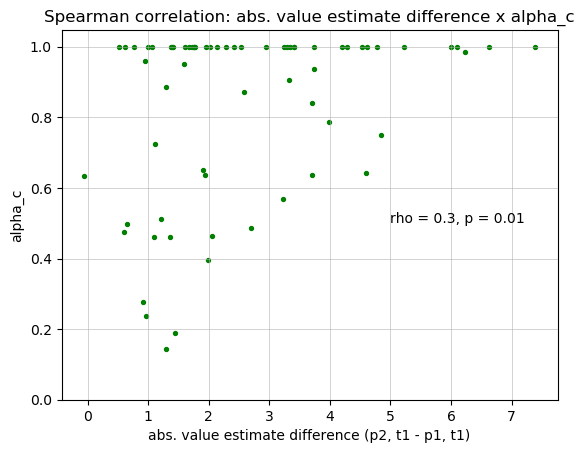 Spearman correlation: abs. value estimate difference x alpha_c
1.0
0.8
0.6
0.4
0.2
0.0
alpha_c
rho = 0.3, p = 0.01
0 1 2 3 4 5 6 7
abs. value estimate difference (p2, t1 - p1, t1)